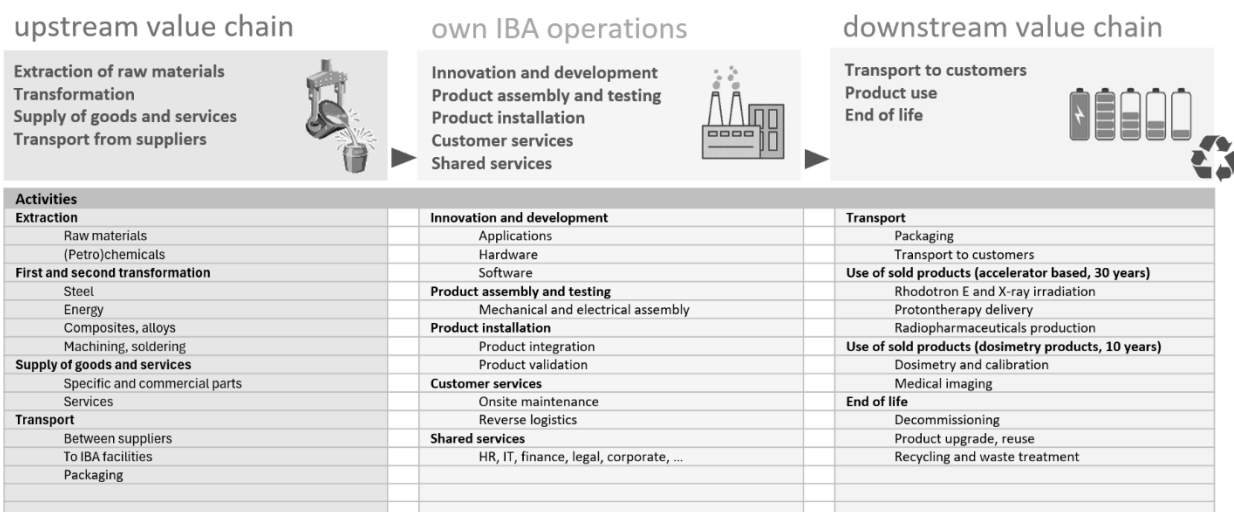 upstream value chain
Extraction of raw materials
Transformation
Supply of goods and services
Transport from suppliers
own IBA operations
Innovation and development
Product assembly and testing
Product installation
Customer services
Shared services
downstream value chain
Transport to customers
Product use
End of life
Activities
Extraction
Raw materials
(Petro)chemicals
First and second transformation
Steel
Energy
Composites, alloys
Machining, soldering
Supply of goods and services
Specific and commercial parts
Services
Transport
Between suppliers
To IBA facilities
Packaging
Innovation and development
Applications
Hardware
Software
Product assembly and testing
Mechanical and electrical assembly
Product installation
Product integration
Product validation
Customer services
Onsite maintenance
Reverse logistics
Shared services
HR, IT, finance, legal, corporate, ...
Transport
Packaging
Transport to customers
Use of sold products (accelerator based, 30 years)
Rhodotron E and X-ray irradiation
Protontherapy delivery
Radiopharmaceuticals production
Use of sold products (dosimetry products, 10 years)
Dosimetry and calibration
Medical imaging
End of life
Decommissioning
Product upgrade, reuse
Recycling and waste treatment